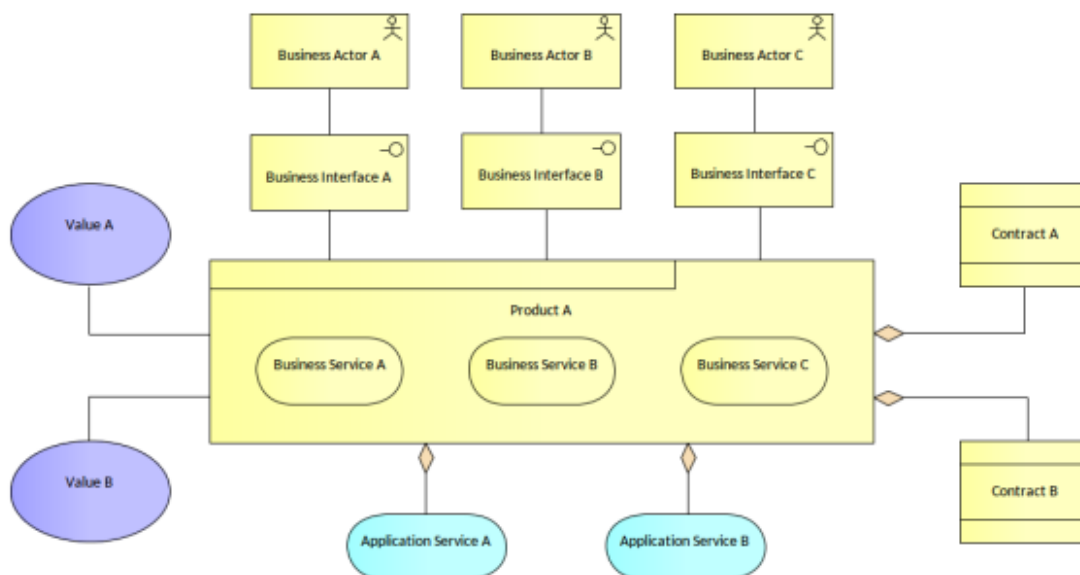 Business Actor A
Business Actor B
Business Actor C
Business Interface A
Business Interface B
Business Interface C
Value A
Contract A
Product A
Business Service A
Business Service B
Business Service C
Value B
Contract B
Application Service A
Application Service B